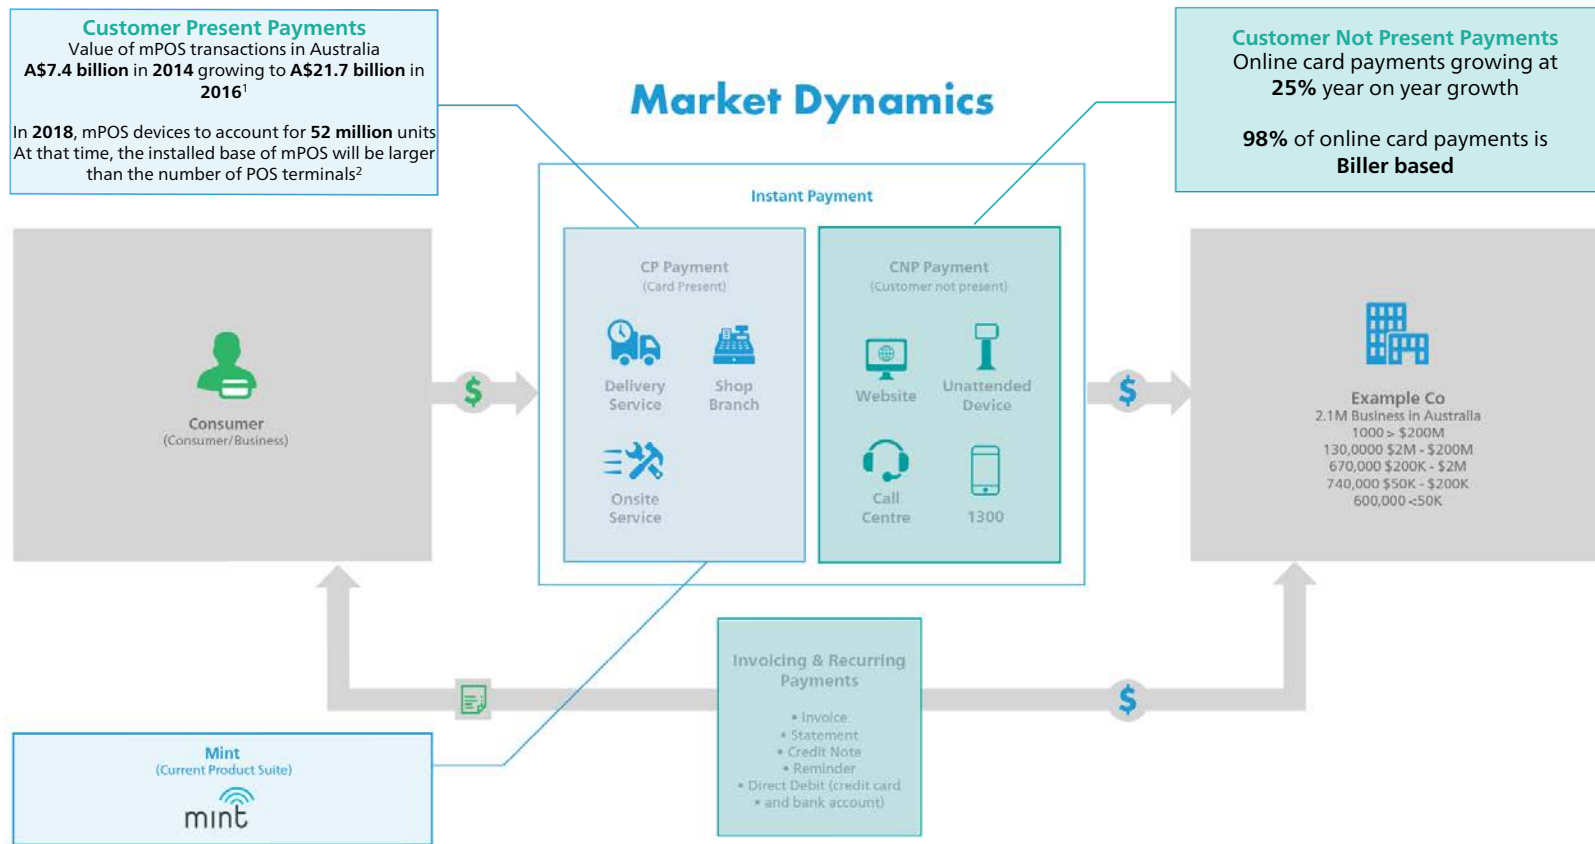 Customer Present Payments
Value of mPOS transactions in Australia
A$7.4 billion in 2014 growing to A$21.7 billion in
2016¹
In 2018, mPOS devices to account for 52 million units
At that time, the installed base of mPOS will be larger
than the number of POS terminals²
Market Dynamics
Customer Not Present Payments
Online card payments growing at
25% year on year growth
98% of online card payments is
Biller based
Instant Payment
Consumer
(Consumer/Business)
$
CP Payment
(Card Present)
Delivery
Service
Shop
Branch
Onsite
Service
CNP Payment
(Customer not present)
Website
Unattended
Device
Call
Centre
1300
$
Example Co
2.1M Business in Australia
1000 > $200M
130,0000 $2M - $200M
670,000 $200K - $2M
740,000 $50K - $200K
600,000 <50K
Invoicing & Recurring
Payments
• Invoice
• Statement
• Credit Note
• Reminder
• Direct Debit (credit card
• and bank account)
$
Mint
(Current Product Suite)
mint